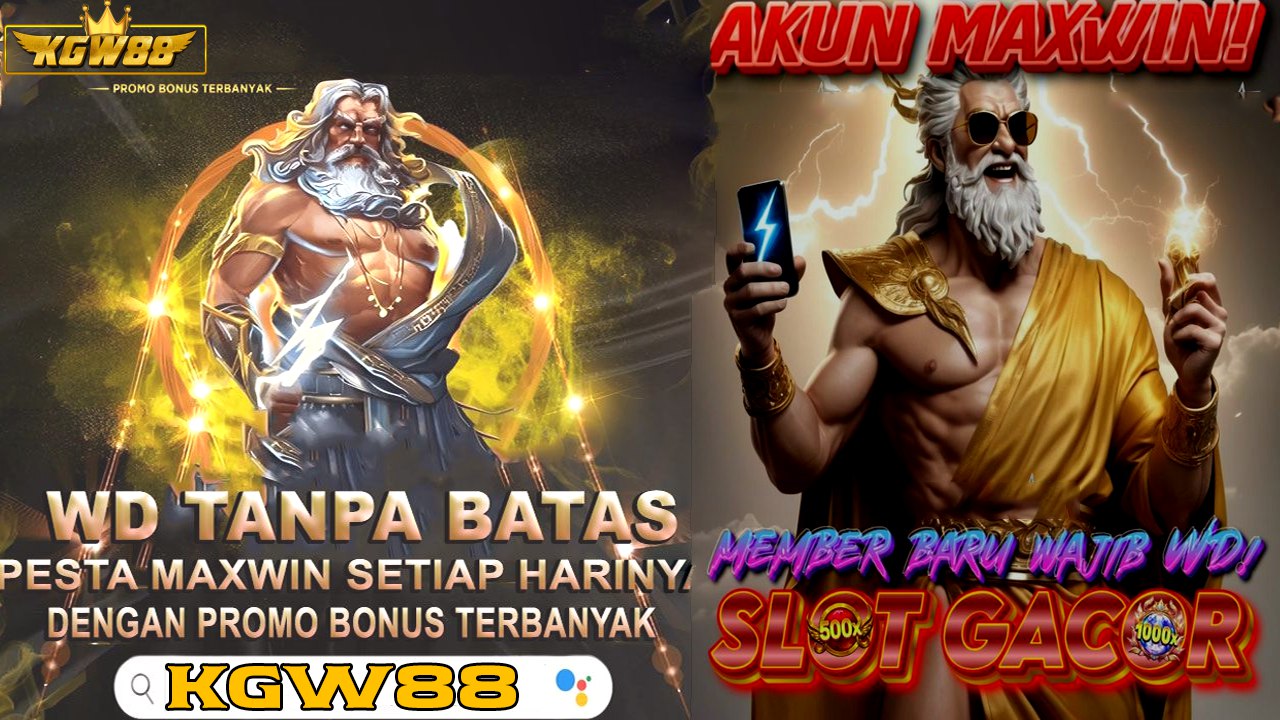 KGW88
PROMO BONUS TERBANYAK
WD TANPA BATAS
PESTA MAXWIN SETIAP HARINYA
DENGAN PROMO BONUS TERBANYAK
KGW88
AKUN MAXWIN!
MEMBER BARU WAJIB WD!
SLOT GACOR
500x
1000x